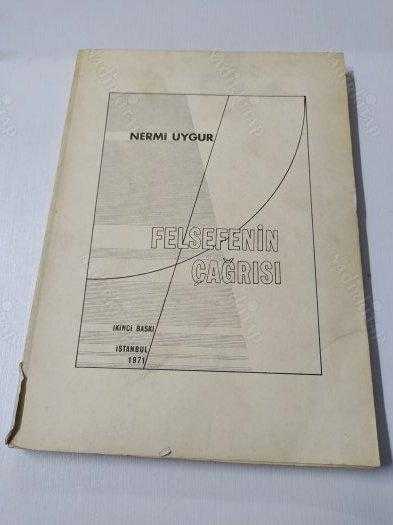 NERMİ UYGUR
FELSEFENİN
ÇAĞRISI
İKİNCİ BASKI
İSTANBUL
1971